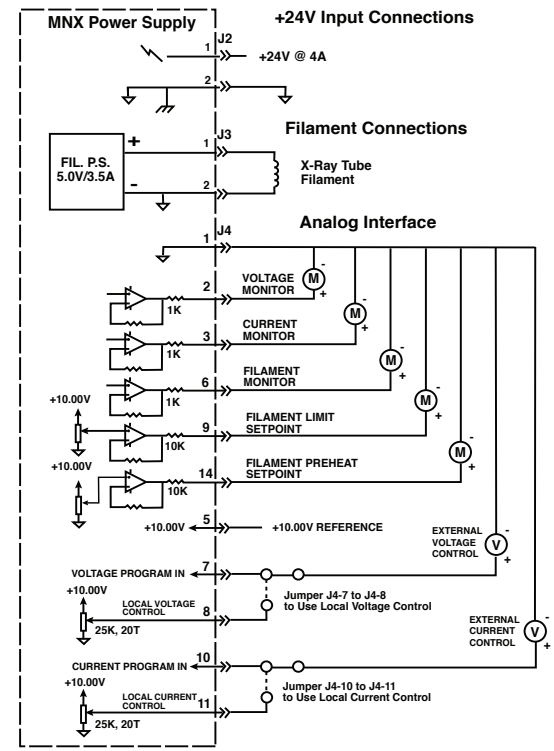 MNX Power Supply
+24V Input Connections
J2
1
+24V @ 4A
2
Filament Connections
J3
+
1
FIL. P.S.
5.0V/3.5A
X-Ray Tube
Filament
-
2
Analog Interface
J4
1
2
VOLTAGE
MONITOR
M
-
+
1K
3
CURRENT
MONITOR
M
-
+
1K
6
FILAMENT
MONITOR
M
-
+
1K
+10.00V
9
FILAMENT LIMIT
SETPOINT
M
-
+
10K
+10.00V
14
FILAMENT PREHEAT
SETPOINT
M
-
+
10K
+10.00V
5
+10.00V REFERENCE
EXTERNAL
VOLTAGE
CONTROL
V
-
+
VOLTAGE PROGRAM IN
7
+10.00V
LOCAL VOLTAGE
CONTROL
8
25K, 20T
Jumper J4-7 to J4-8
to Use Local Voltage Control
EXTERNAL
CURRENT
CONTROL
V
-
+
CURRENT PROGRAM IN
10
+10.00V
LOCAL CURRENT
CONTROL
11
25K, 20T
Jumper J4-10 to J4-11
to Use Local Current Control